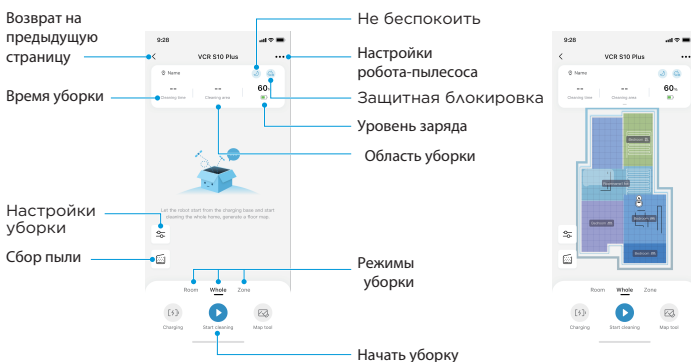 Возврат на
предыдущую
страницу
Время уборки
Настройки
уборки
Сбор пыли
9:28
VCR S10 Plus
Name
--
--
60%
Cleaning time
Cleaning area
Let the robot start from the charging base and start
cleaning the whole home, generate a floor map.
Room
Whole
Zone
Charging
Start cleaning
Map tool
Не беспокоить
Настройки
робота-пылесоса
Защитная блокировка
Уровень заряда
Область уборки
Режимы
уборки
Начать уборку
9:28
VCR S10 Plus
Name
--
--
60%
Cleaning time
Cleaning area
Bedroom
Bedroom
Bedroom
Bedroom
Room
Whole
Zone
Charging
Start cleaning
Map tool